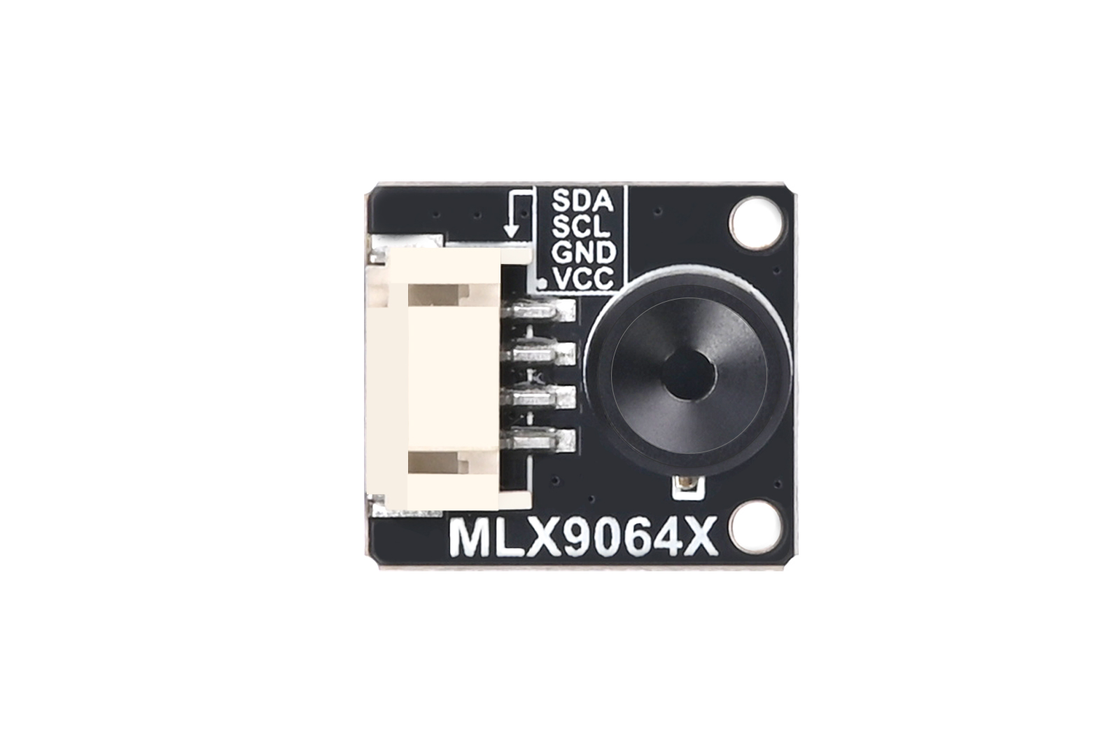 SDA
SCL
GND
VCC
MLX9064X